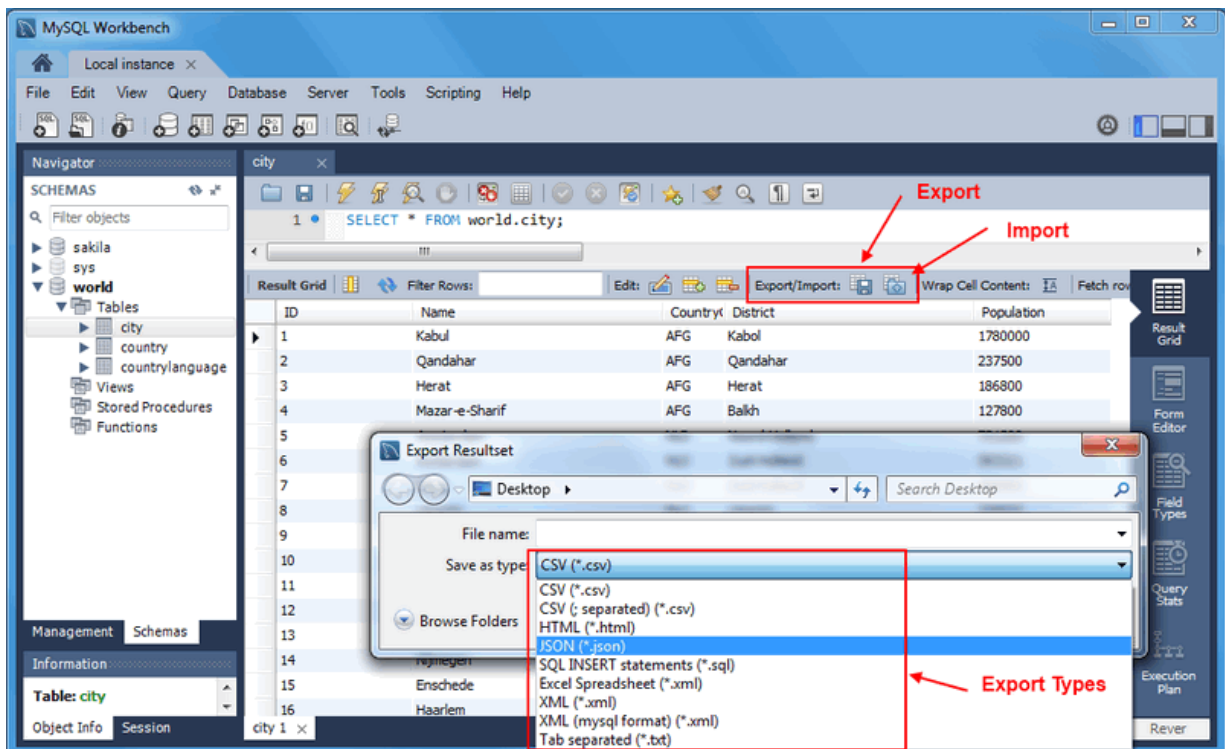 MySQL Workbench
Local instance
File Edit View Query Database Server Tools Scripting Help
Navigator
SCHEMAS
Filter objects
sakila
sys
world
Tables
city
country
countrylanguage
Views
Stored Procedures
Functions
Management Schemas
Information
Table: city
Object Info Session
city
1 SELECT * FROM world.city;
Export
Import
Result Grid Filter Rows: Edit: Export/Import: Wrap Cell Content: Fetch row
ID Name Country District Population
1 Kabul AFG Kabol 1780000
2 Qandahar AFG Qandahar 237500
3 Herat AFG Herat 186800
4 Mazar-e-Sharif AFG Balkh 127800
5
6
7
8
9
10
11
12
13
14 Nijmegen
15 Enschede
16 Haarlem
city 1
Export Resultset
Desktop
Search Desktop
File name:
Save as type: CSV (*.csv)
CSV (*.csv)
CSV (; separated) (*.csv)
HTML (*.html)
JSON (*.json)
SQL INSERT statements (*.sql)
Excel Spreadsheet (*.xml)
XML (*.xml)
XML (mysql format) (*.xml)
Tab separated (*.txt)
Browse Folders
Export Types
Result Grid
Form Editor
Field Types
Query Stats
Execution Plan
Rever